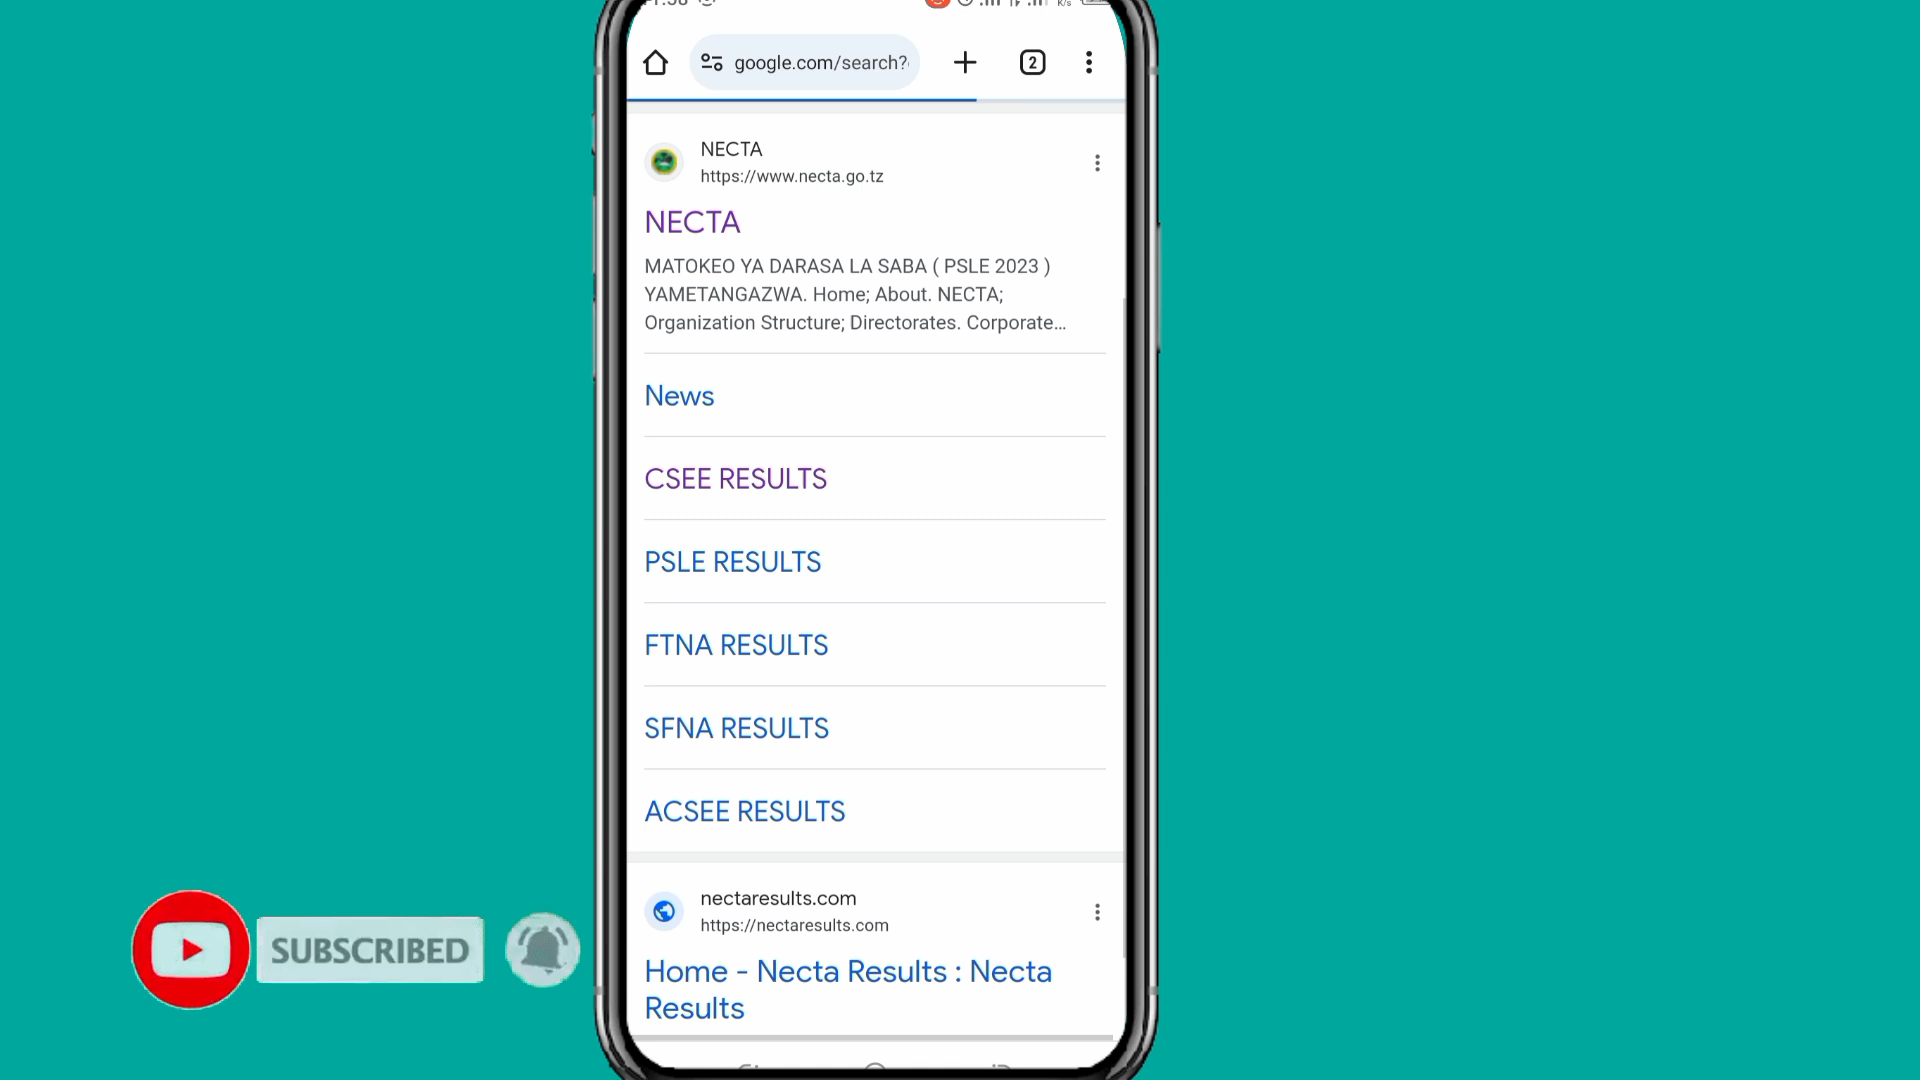 google.com/search?
2
K/s
NECTA
https://www.necta.go.tz
NECTA
MATOKEO YA DARASA LA SABA ( PSLE 2023 )
YAMETANGAZWA. Home; About. NECTA;
Organization Structure; Directorates. Corporate...
News
CSEE RESULTS
PSLE RESULTS
FTNA RESULTS
SFNA RESULTS
ACSEE RESULTS
nectaresults.com
https://nectaresults.com
Home - Necta Results : Necta
Results
SUBSCRIBED